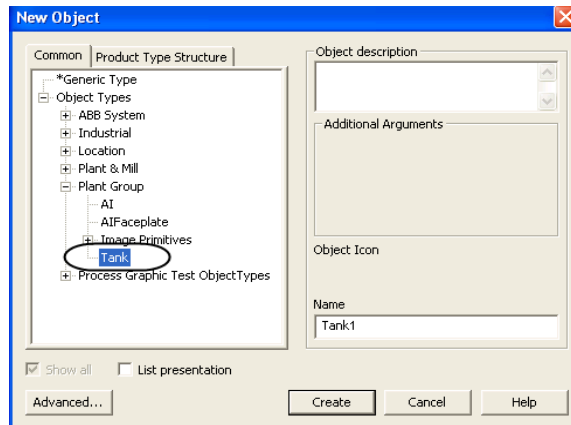 New Object
Common
Product Type Structure
*Generic Type
Object Types
ABB System
Industrial
Location
Plant & Mill
Plant Group
AI
AIFaceplate
Image Primitives
Tank
Process Graphic Test ObjectTypes
Object description
Additional Arguments
Object Icon
Name
Tank1
Show all
List presentation
Advanced...
Create
Cancel
Help